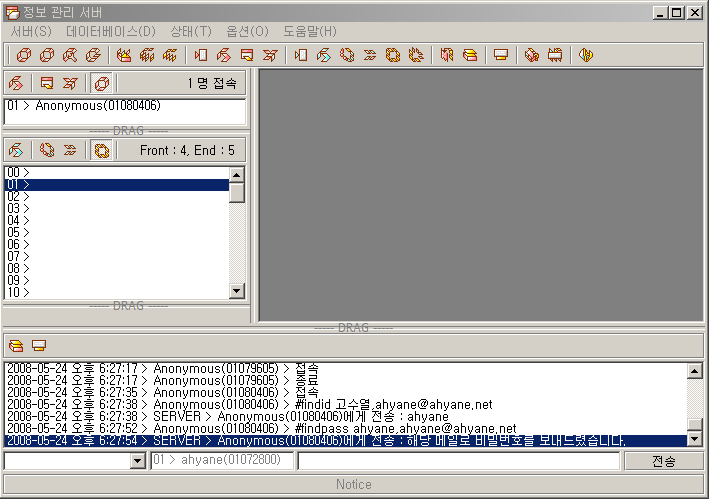 정보 관리 서버
서버(S) 데이터베이스(D) 상태(T) 옵션(O) 도움말(H)
1 명 접속
01 > Anonymous(01080406)
----- DRAG -----
Front : 4, End : 5
00 >
01 >
02 >
03 >
04 >
05 >
06 >
07 >
08 >
09 >
10 >
----- DRAG -----
----- DRAG -----
2008-05-24 오후 6:27:17 > Anonymous(01079605) > 접속
2008-05-24 오후 6:27:17 > Anonymous(01079605) > 종료
2008-05-24 오후 6:27:35 > Anonymous(01080406) > 접속
2008-05-24 오후 6:27:38 > Anonymous(01080406) > #findid 고수열,ahyane@ahyane.net
2008-05-24 오후 6:27:38 > SERVER > Anonymous(01080406)에게 전송 : ahyane
2008-05-24 오후 6:27:52 > Anonymous(01080406) > #findpass ahyane,ahyane@ahyane.net
2008-05-24 오후 6:27:54 > SERVER > Anonymous(01080406)에게 전송 : 해당 메일로 비밀번호를 보내드렸습니다.
01 > ahyane(01072800)
전송
Notice